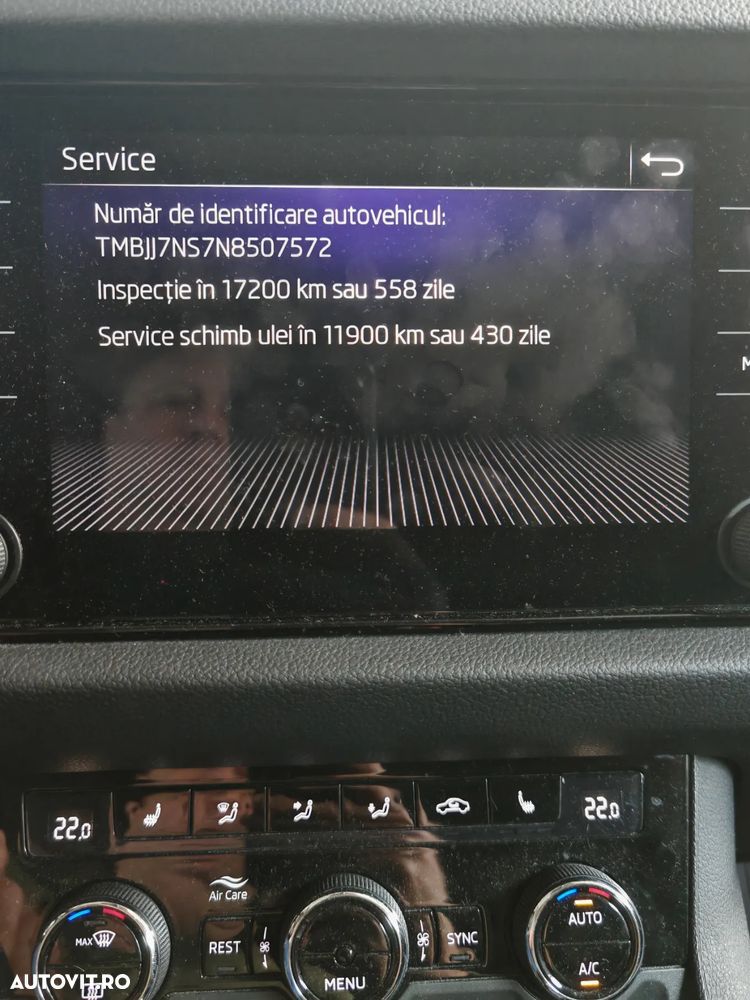 Service
Număr de identificare autovehicul:
TMBJJ7NS7N8507572
Inspecție în 17200 km sau 558 zile
Service schimb ulei în 11900 km sau 430 zile
M
22.0
22.0
Air Care
MAX
REST
SYNC
AUTO
A/C
MENU
AUTOVIT.RO